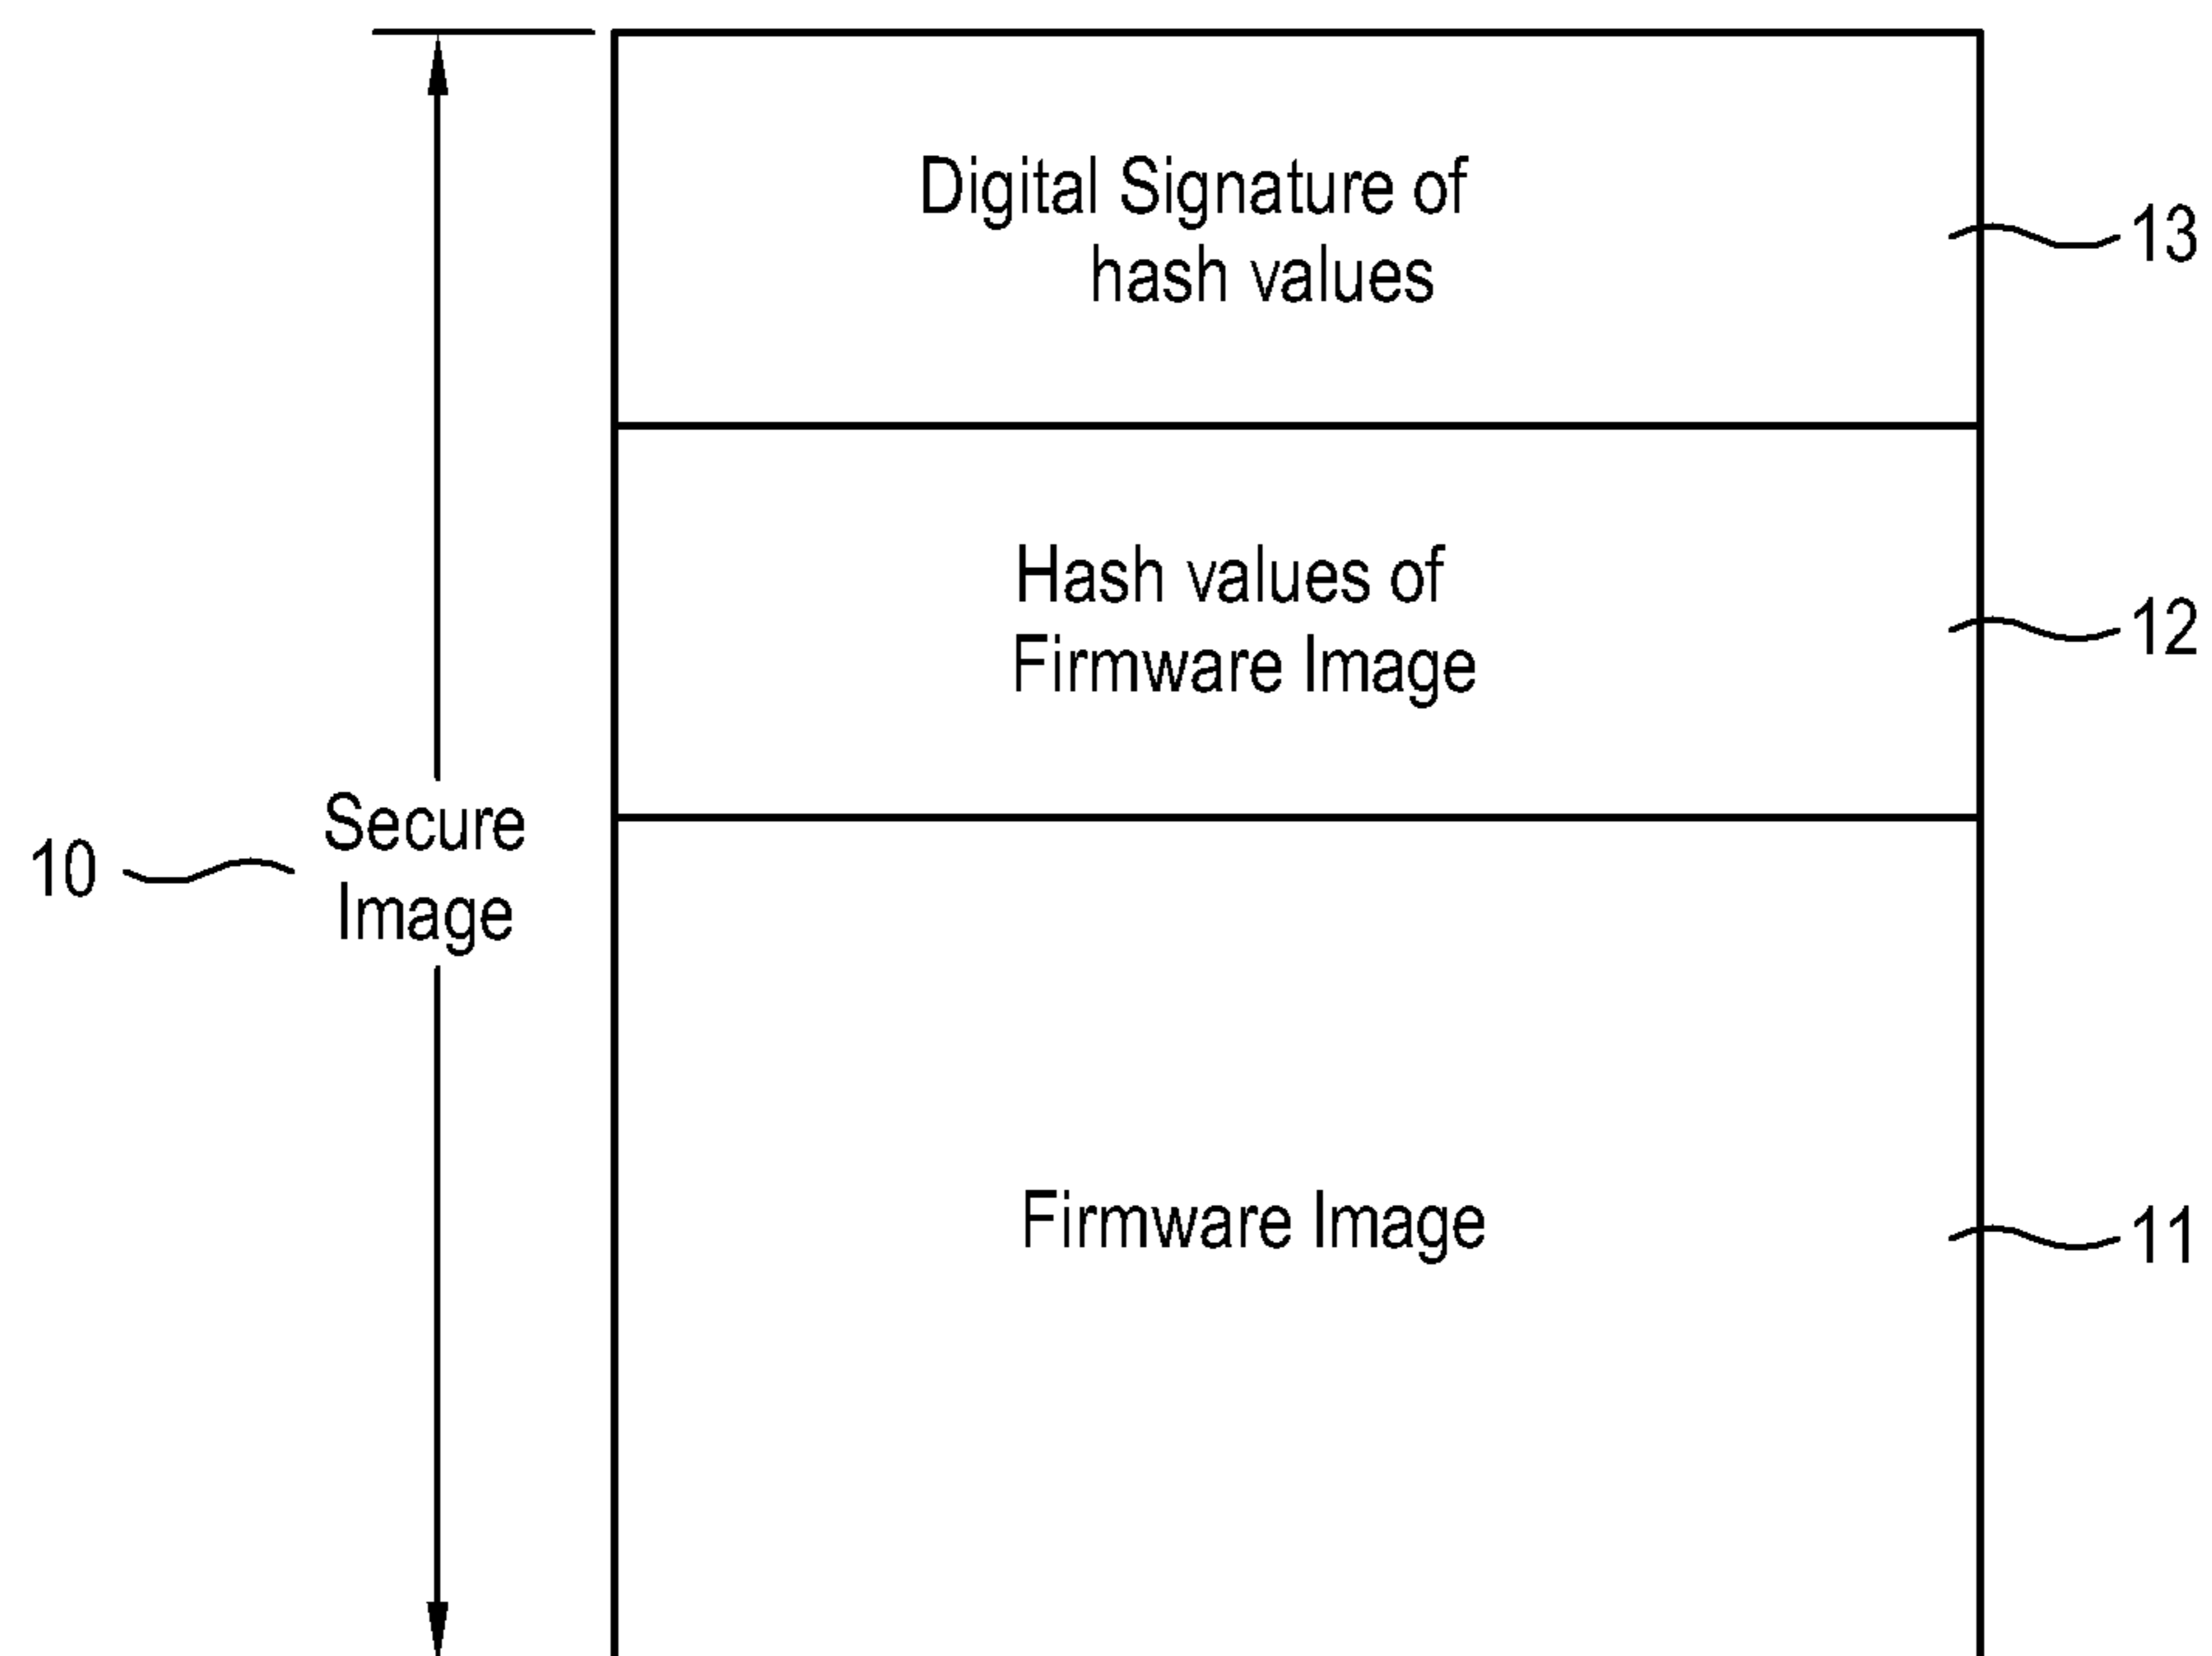 Digital Signature of
hash values
13
Hash values of
Firmware Image
12
Secure
Image
10
Firmware Image
11